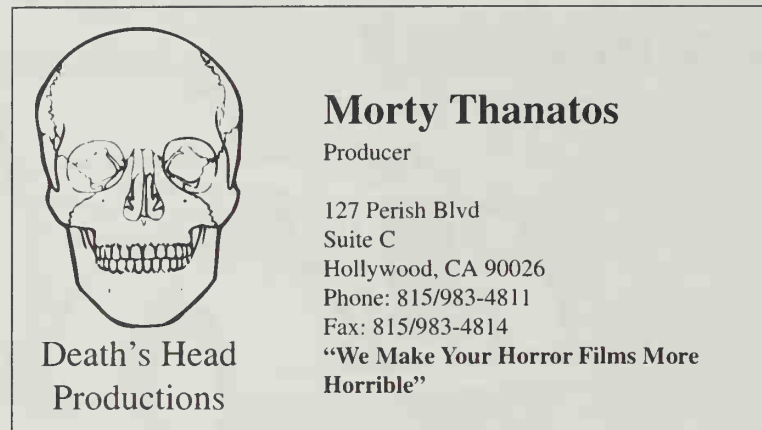 Morty Thanatos
Producer
127 Perish Blvd
Suite C
Hollywood, CA 90026
Phone: 815/983-4811
Fax: 815/983-4814
“We Make Your Horror Films More
Horrible”
Death's Head
Productions